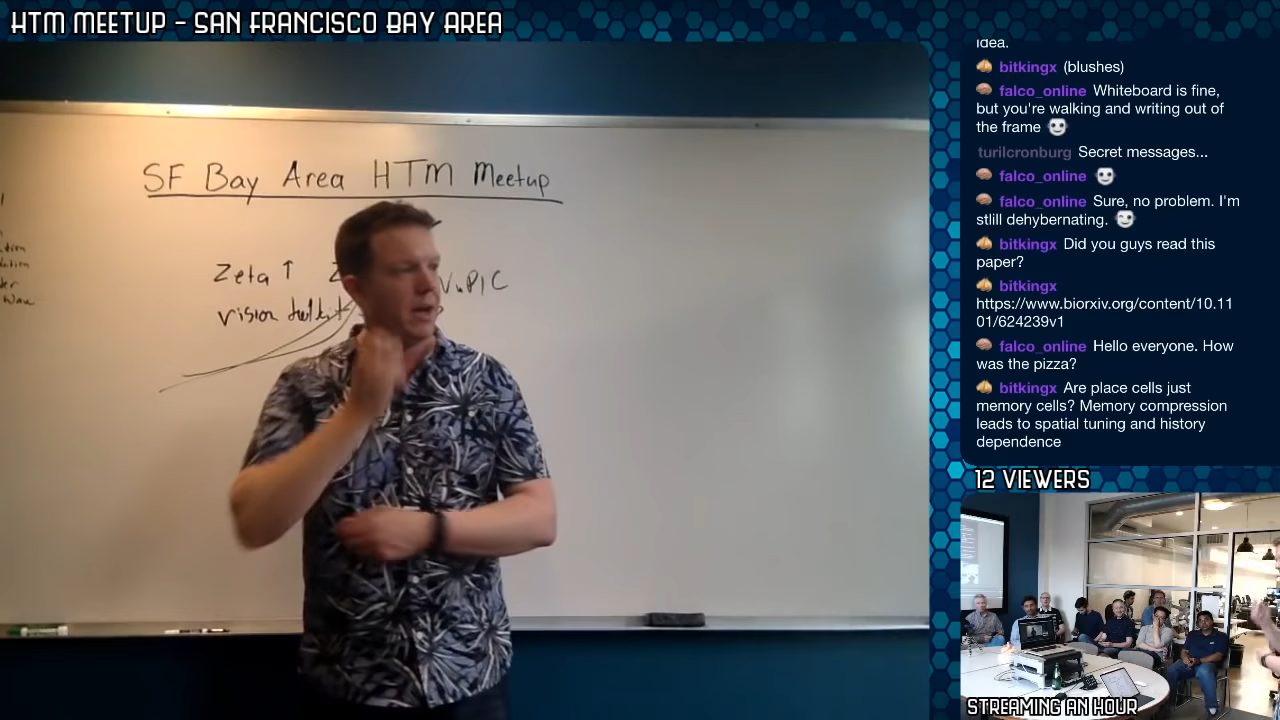 HTM MEETUP - SAN FRANCISCO BAY AREA
SF Bay Area HTM Meetup
Zeta ↑
vision
idea.
bitkingx (blushes)
falco_online Whiteboard is fine,
but you're walking and writing out of
the frame
turilcronburg Secret messages...
falco_online
falco_online Sure, no problem. I'm
stlill dehybernating.
bitkingx Did you guys read this
paper?
bitkingx
https://www.biorxiv.org/content/10.11
01/624239v1
falco_online Hello everyone. How
was the pizza?
bitkingx Are place cells just
memory cells? Memory compression
leads to spatial tuning and history
dependence
12 VIEWERS
STREAMING AN HOUR